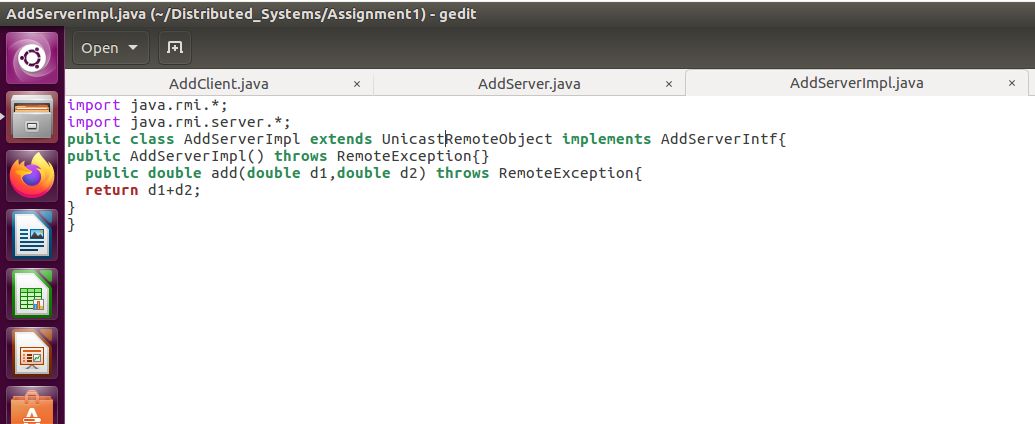 AddServerImpl.java (~/Distributed_Systems/Assignment1) - gedit
Open
AddClient.java × AddServer.java × AddServerImpl.java ×
import java.rmi.*;
import java.rmi.server.*;
public class AddServerImpl extends UnicastRemoteObject implements AddServerIntf{
public AddServerImpl() throws RemoteException{}
  public double add(double d1,double d2) throws RemoteException{
  return d1+d2;
}
}